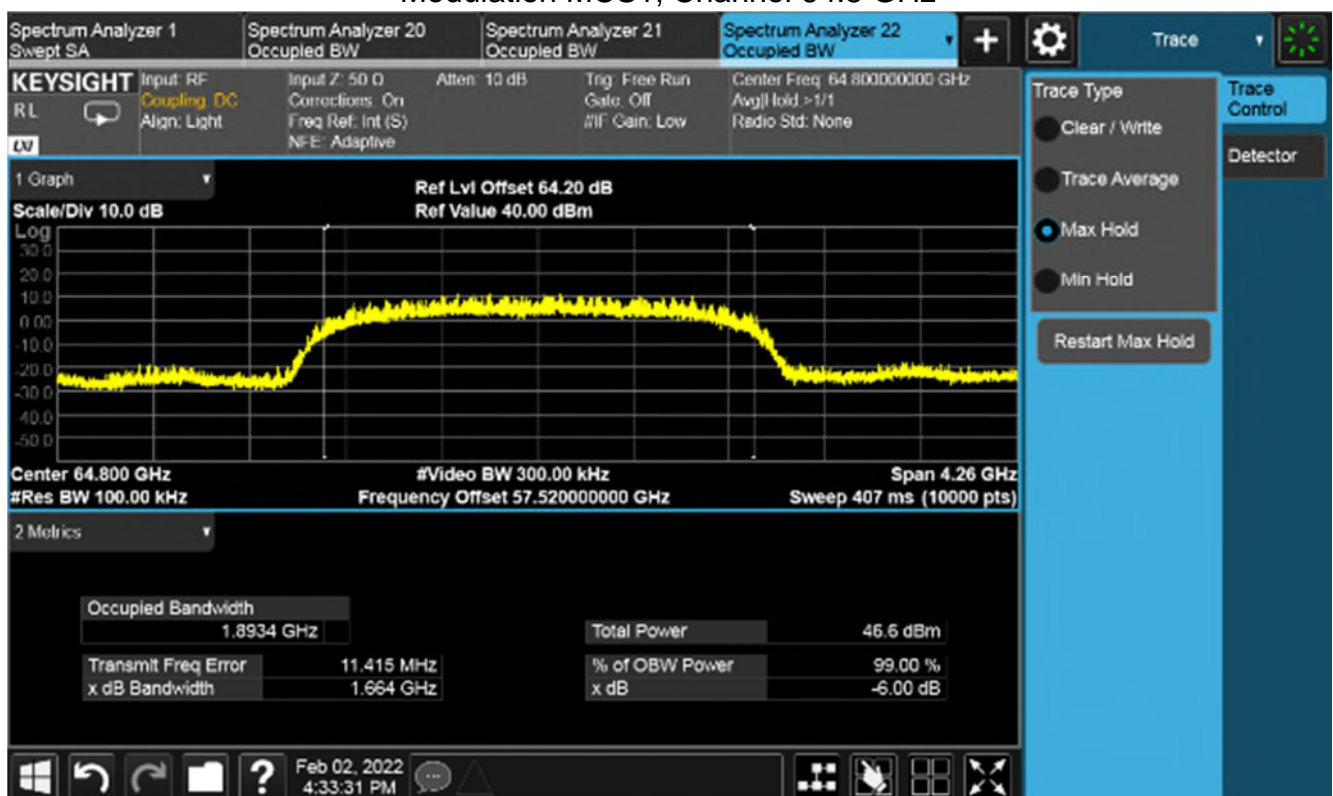 Modulation MCS1, Channel 64.8 GHz
Spectrum Analyzer 1
Swept SA
Spectrum Analyzer 20
Occupied BW
Spectrum Analyzer 21
Occupied BW
Spectrum Analyzer 22
Occupied BW
Trace
KEYSIGHT
RL
LXI
Input: RF
Coupling: DC
Align: Light
Input Z: 50 Ω
Corrections: On
Freq Ref: Int (S)
NFE: Adaptive
Atten: 10 dB
Trig: Free Run
Gate: Off
#IF Gain: Low
Center Freq: 64.800000000 GHz
Avg|Hold:>1/1
Radio Std: None
1 Graph
Scale/Div 10.0 dB
Ref Lvl Offset 64.20 dB
Ref Value 40.00 dBm
Log
30.0
20.0
10.0
0.00
-10.0
-20.0
-30.0
-40.0
-50.0
Center 64.800 GHz
#Video BW 300.00 kHz
Span 4.26 GHz
#Res BW 100.00 kHz
Frequency Offset 57.520000000 GHz
Sweep 407 ms (10000 pts)
2 Metrics
Occupied Bandwidth
1.8934 GHz
Total Power 46.6 dBm
Transmit Freq Error 11.415 MHz
% of OBW Power 99.00 %
x dB Bandwidth 1.664 GHz
x dB -6.00 dB
Feb 02, 2022
4:33:31 PM
Trace Type
Clear / Write
Trace Average
Max Hold
Min Hold
Restart Max Hold
Trace
Control
Detector